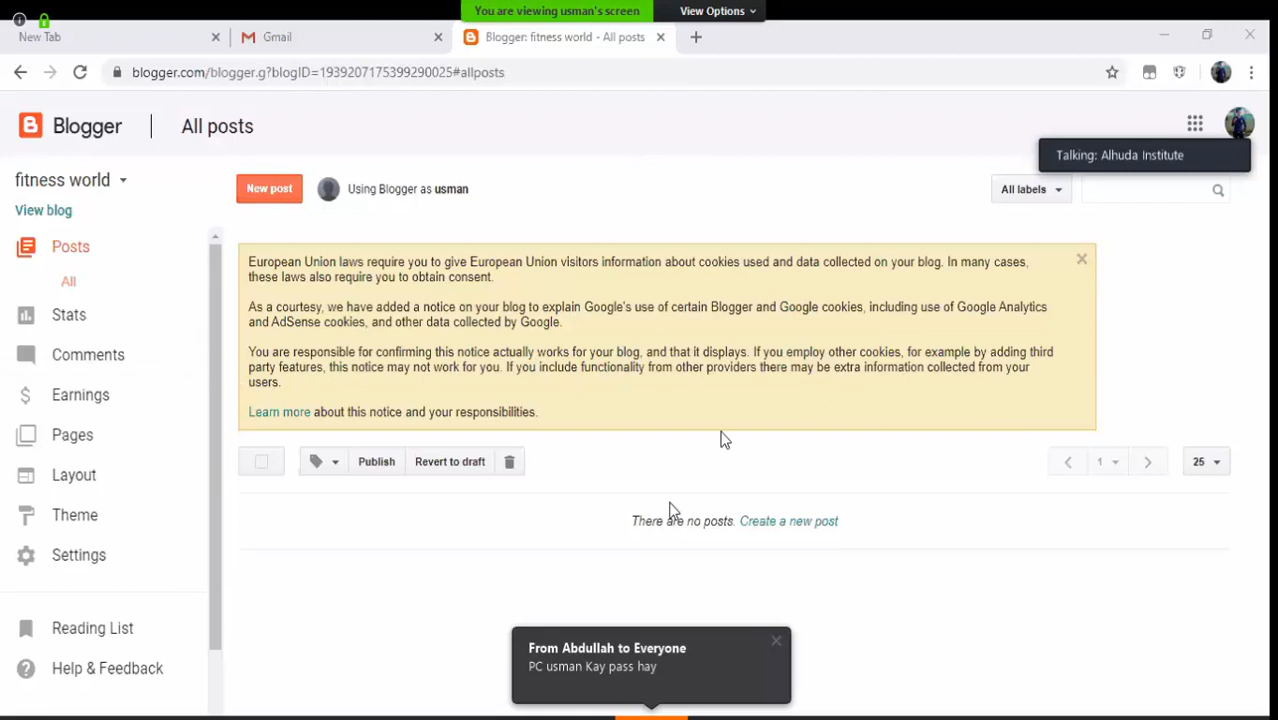 You are viewing usman's screen
View Options
New Tab
Gmail
Blogger: fitness world - All posts
blogger.com/blogger.g?blogID=1939207175399290025#allposts
Blogger
All posts
Talking: Alhuda Institute
fitness world
New post
Using Blogger as usman
All labels
View blog
Posts
All
Stats
Comments
Earnings
Pages
Layout
Theme
Settings
Reading List
Help & Feedback
European Union laws require you to give European Union visitors information about cookies used and data collected on your blog. In many cases,
these laws also require you to obtain consent.
As a courtesy, we have added a notice on your blog to explain Google's use of certain Blogger and Google cookies, including use of Google Analytics
and AdSense cookies, and other data collected by Google.
You are responsible for confirming this notice actually works for your blog, and that it displays. If you employ other cookies, for example by adding third
party features, this notice may not work for you. If you include functionality from other providers there may be extra information collected from your
users.
Learn more about this notice and your responsibilities.
Publish
Revert to draft
1
25
There are no posts. Create a new post
From Abdullah to Everyone
PC usman Kay pass hay